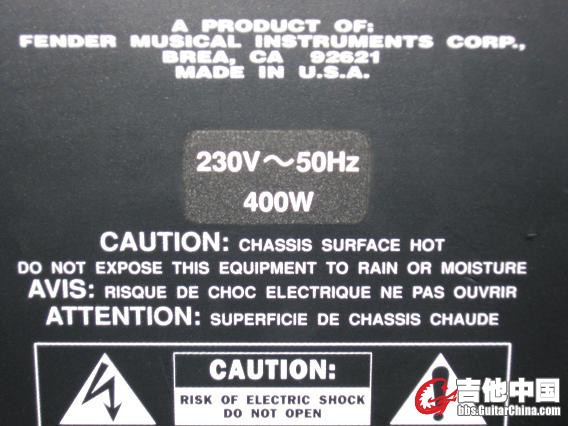 A PRODUCT OF:
FENDER MUSICAL INSTRUMENTS CORP.,
BREA, CA 92621
MADE IN U.S.A.
230V～50Hz
400W
CAUTION: CHASSIS SURFACE HOT
DO NOT EXPOSE THIS EQUIPMENT TO RAIN OR MOISTURE
AVIS: RISQUE DE CHOC ELECTRIQUE NE PAS OUVRIR
ATTENTION: SUPERFICIE DE CHASSIS CHAUDE
CAUTION:
RISK OF ELECTRIC SHOCK
DO NOT OPEN
吉他中国
bbs.GuitarChina.com